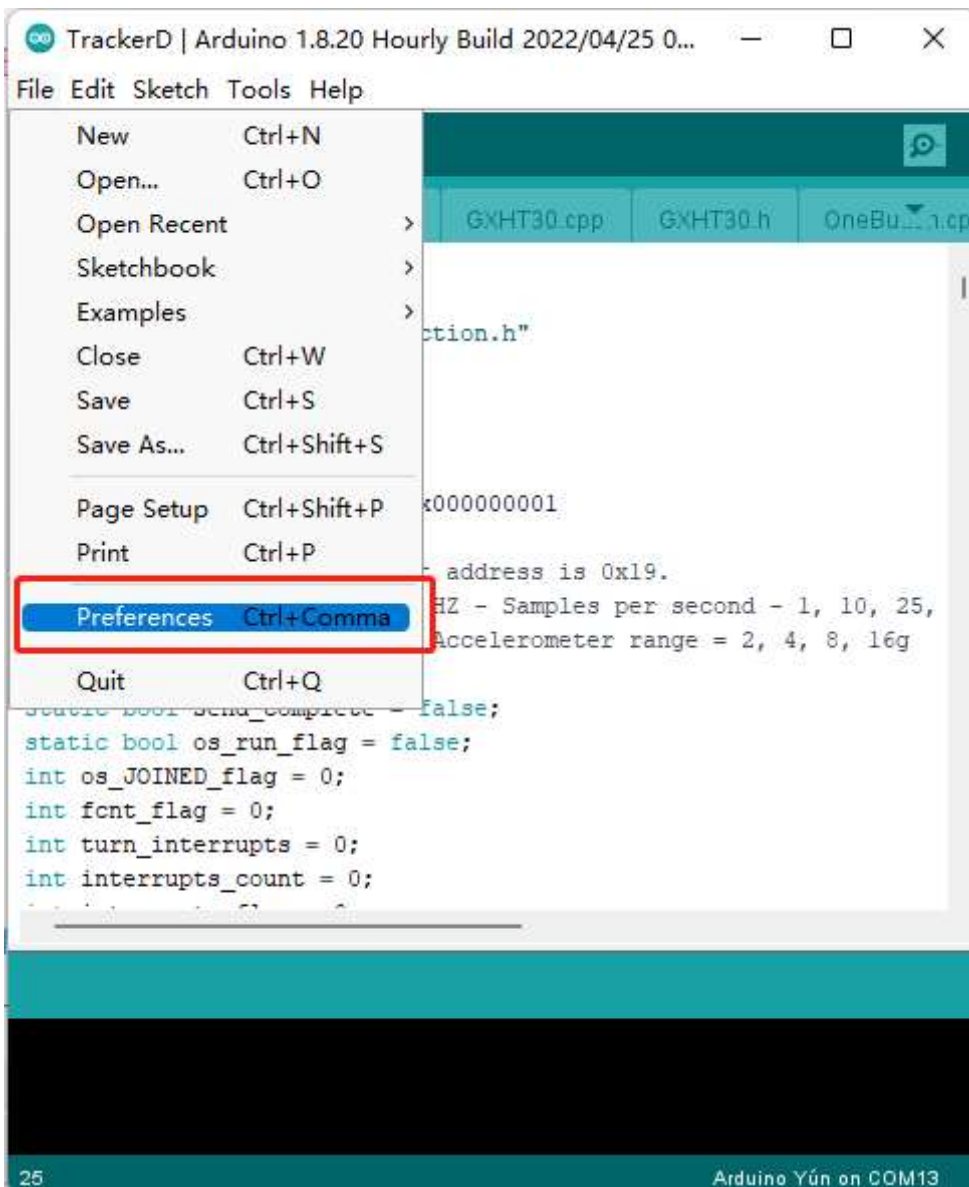 TrackerD | Arduino 1.8.20 Hourly Build 2022/04/25 0...
File Edit Sketch Tools Help
New Ctrl+N
Open... Ctrl+O
Open Recent
Sketchbook
Examples
Close Ctrl+W
Save Ctrl+S
Save As... Ctrl+Shift+S
Page Setup Ctrl+Shift+P
Print Ctrl+P
Preferences Ctrl+Comma
Quit Ctrl+Q
GXHT30.cpp GXHT30.h
ction.h"
x000000001
address is 0x19.
HZ - Samples per second - 1, 10, 25,
Accelerometer range = 2, 4, 8, 16g
static bool send_complete = false;
static bool os_run_flag = false;
int os_JOINED_flag = 0;
int fcnt_flag = 0;
int turn_interrupts = 0;
int interrupts_count = 0;
25 Arduino Yún on COM13